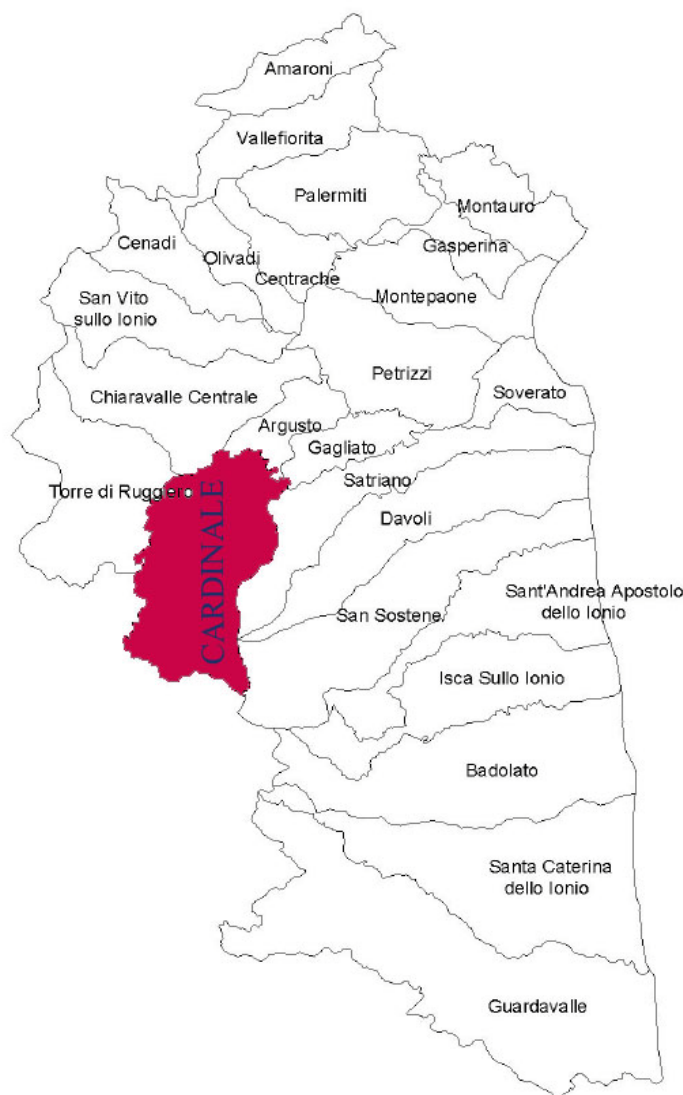 Amaroni
Vallefiorita
Palermiti
Montauro
Cenadi
Olivadi
Gasperina
Centrache
San Vito
sullo Ionio
Montepaone
Petrizzi
Chiaravalle Centrale
Soverato
Argusto
Gagliato
Satriano
Torre di Ruggiero
Davoli
CARDINALE
San Sostene
Sant'Andrea Apostolo
dello Ionio
Isca Sullo Ionio
Badolato
Santa Caterina
dello Ionio
Guardavalle